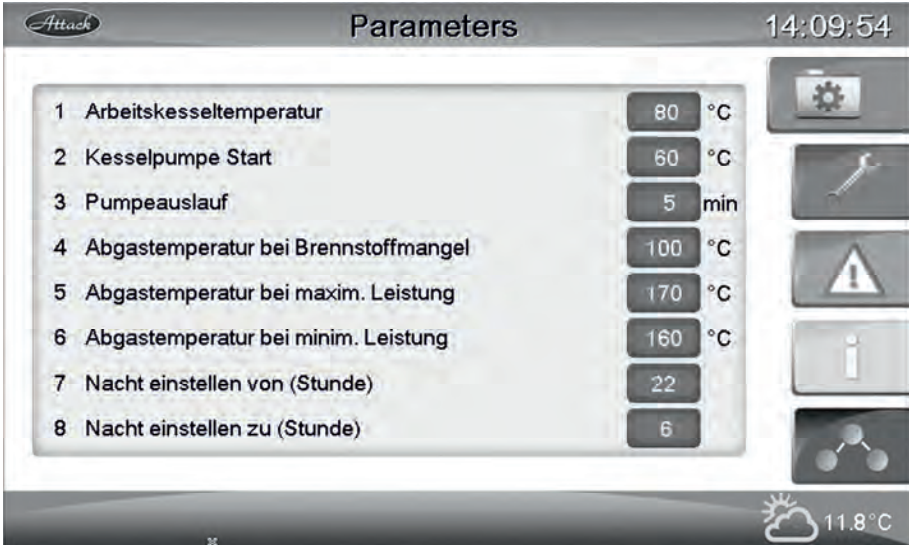 Attack Parameters 14:09:54
1 Arbeitskesseltemperatur 80 °C
2 Kesselpumpe Start 60 °C
3 Pumpeauslauf 5 min
4 Abgastemperatur bei Brennstoffmangel 100 °C
5 Abgastemperatur bei maxim. Leistung 170 °C
6 Abgastemperatur bei minim. Leistung 160 °C
7 Nacht einstellen von (Stunde) 22
8 Nacht einstellen zu (Stunde) 6
11.8°C